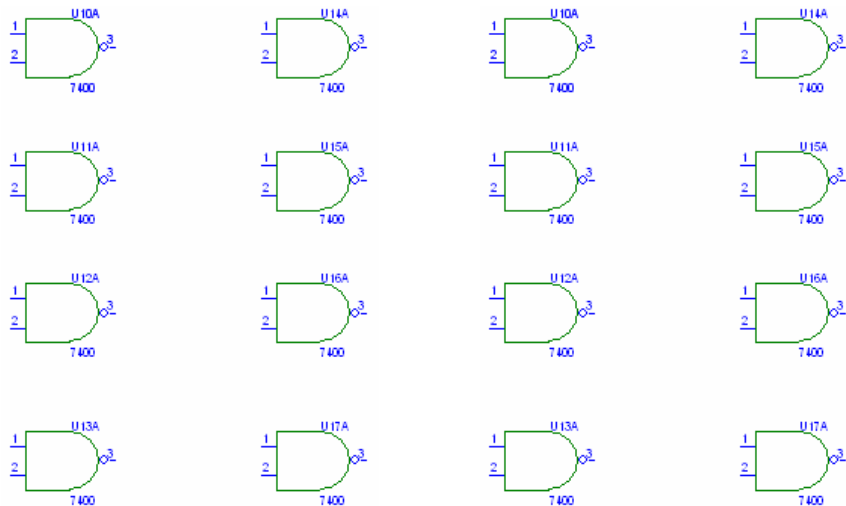 U10A U14A U10A U14A
1 3 1 3 1 3 1 3
2 2 2 2
7400 7400 7400 7400
U11A U15A U11A U15A
1 3 1 3 1 3 1 3
2 2 2 2
7400 7400 7400 7400
U12A U16A U12A U16A
1 3 1 3 1 3 1 3
2 2 2 2
7400 7400 7400 7400
U13A U17A U13A U17A
1 3 1 3 1 3 1 3
2 2 2 2
7400 7400 7400 7400